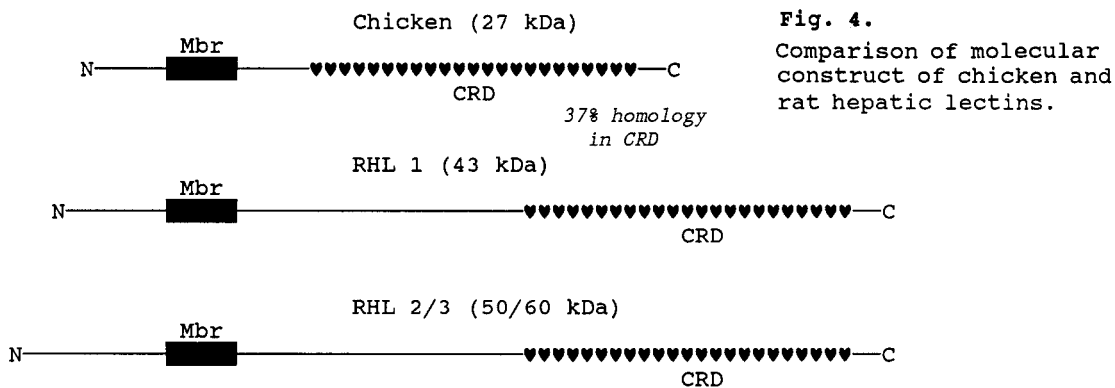 Chicken (27 kDa)
Mbr
N
C
CRD
37% homology
in CRD
Fig. 4.
Comparison of molecular
construct of chicken and
rat hepatic lectins.
RHL 1 (43 kDa)
Mbr
N
C
CRD
RHL 2/3 (50/60 kDa)
Mbr
N
C
CRD